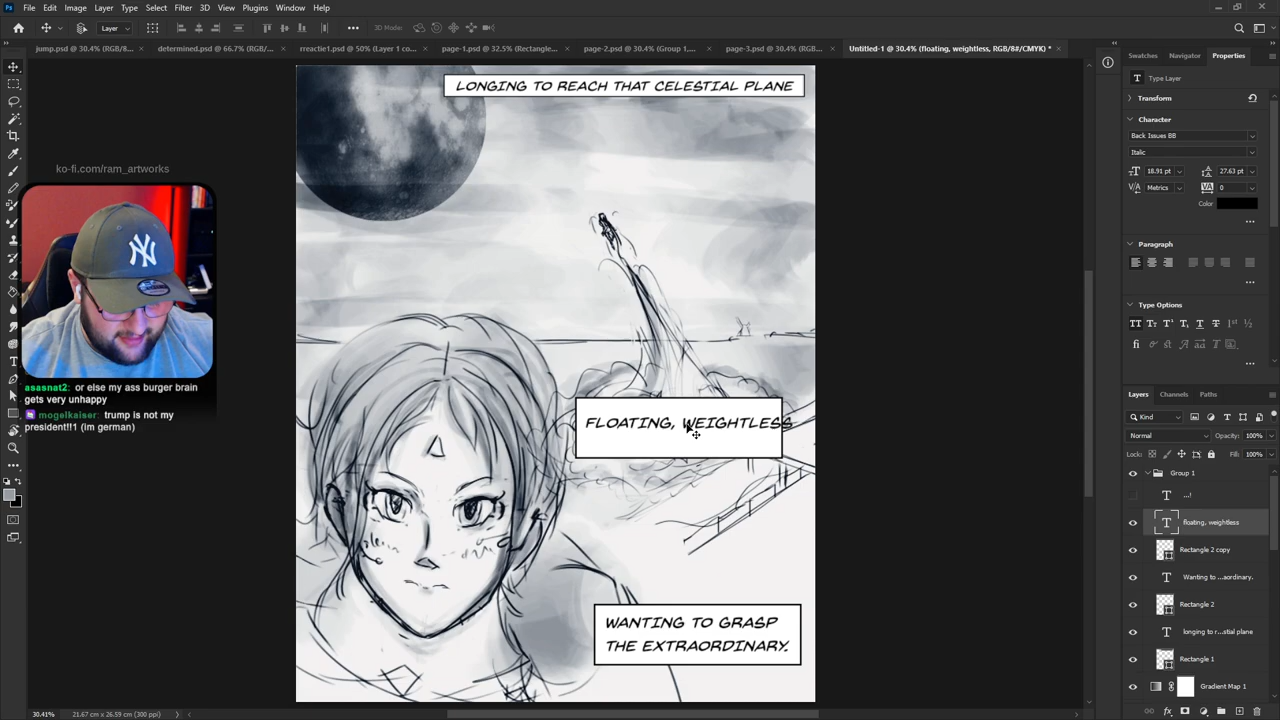 File Edit Image Layer Type Select Filter 3D View Plugins Window Help
Layer 3D Mode:
jump.psd @ 30.4% (RGB/8... determined.psd @ 66.7% (RGB/... rreactie1.psd @ 50% (Layer 1 co... page-1.psd @ 32.5% (Rectangle... page-2.psd @ 30.4% (Group 1,... page-3.psd @ 30.4% (RGB/8... Untitled-1 @ 30.4% (floating, weightless, RGB/8#/CMYK) *
Swatches Navigator Properties
Type Layer
Transform
Character
Back Issues BB
Italic
18.91 pt 27.63 pt
Metrics 0
Color
Paragraph
Type Options
Layers Channels Paths
Kind
Normal Opacity: 100%
Lock: Fill: 100%
Group 1
...!
floating, weightless
Rectangle 2 copy
Wanting to ...aordinary.
Rectangle 2
longing to r...stial plane
Rectangle 1
Gradient Map 1
LONGING TO REACH THAT CELESTIAL PLANE
FLOATING, WEIGHTLESS
WANTING TO GRASP
THE EXTRAORDINARY.
ko-fi.com/ram_artworks
NY
asasnat2: or else my ass burger brain
gets very unhappy
mogelkaiser: trump is not my
president!!1 (im german)
30.41% 21.67 cm x 26.59 cm (300 ppi)